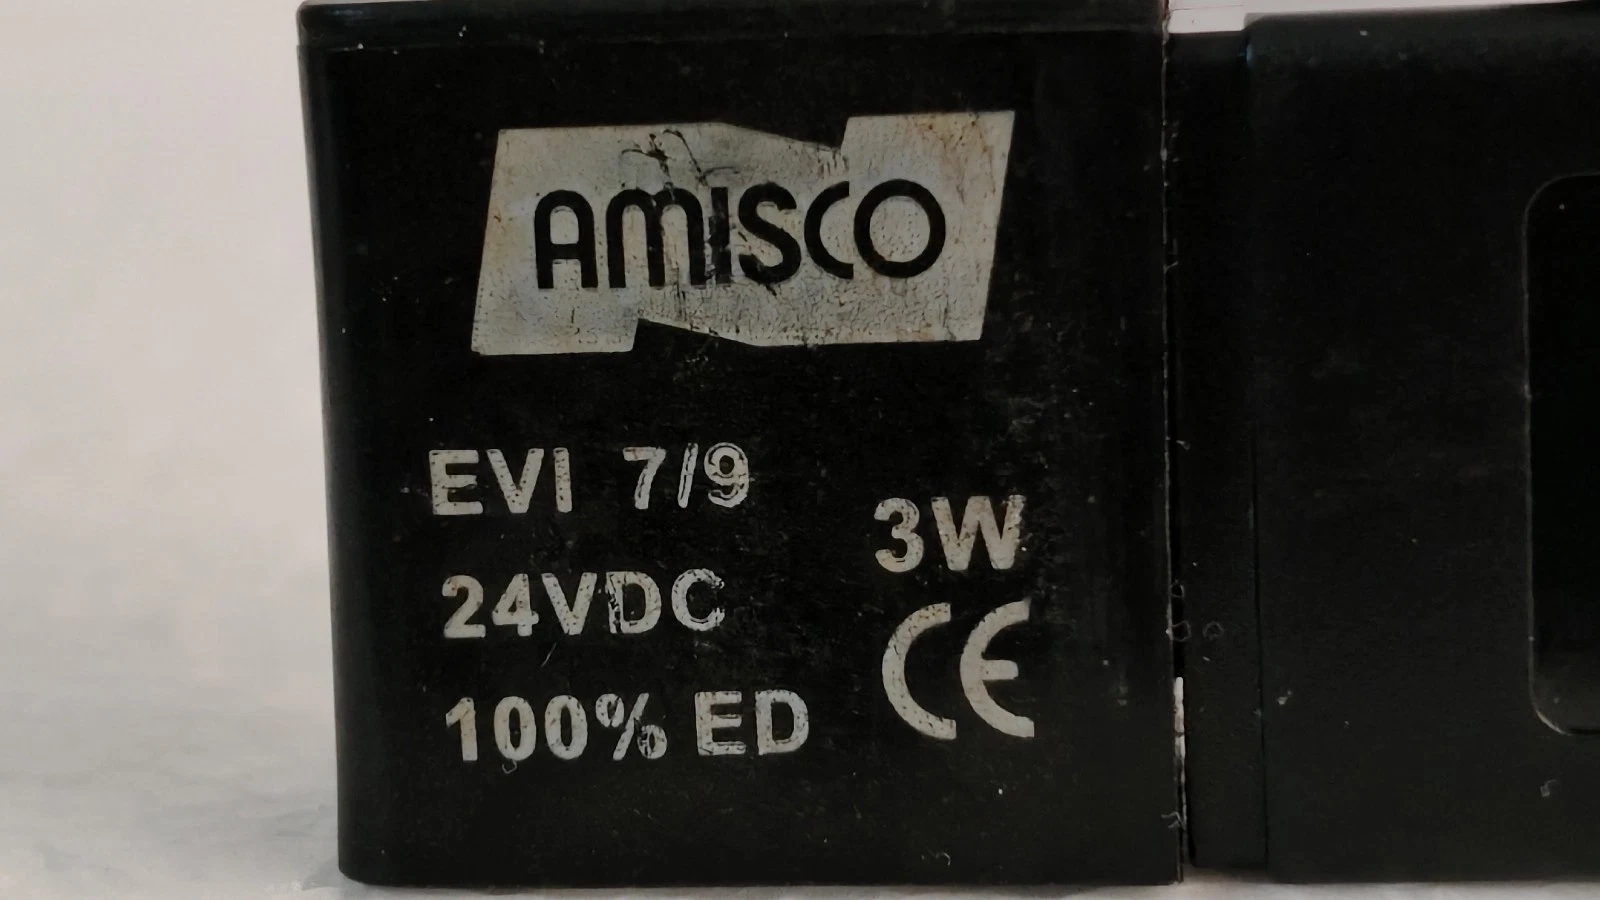 AMISCO
EVI 7/9
3W
24VDC
CE
100% ED